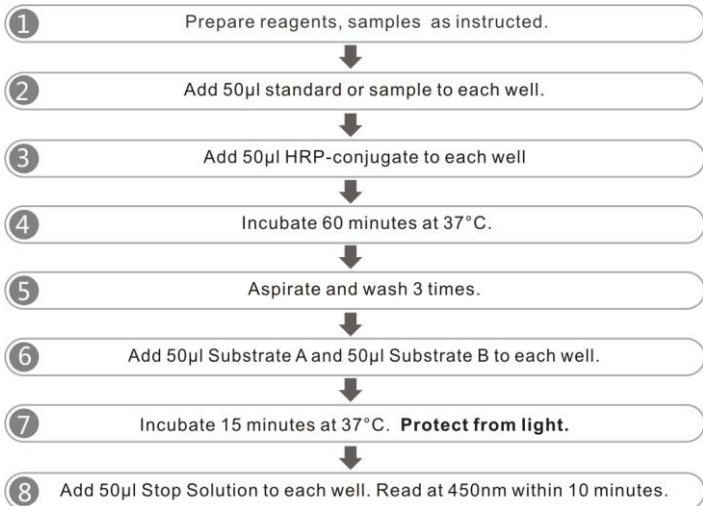 1 Prepare reagents, samples as instructed.
2 Add 50μl standard or sample to each well.
3 Add 50μl HRP-conjugate to each well
4 Incubate 60 minutes at 37°C.
5 Aspirate and wash 3 times.
6 Add 50μl Substrate A and 50μl Substrate B to each well.
7 Incubate 15 minutes at 37°C. Protect from light.
8 Add 50μl Stop Solution to each well. Read at 450nm within 10 minutes.